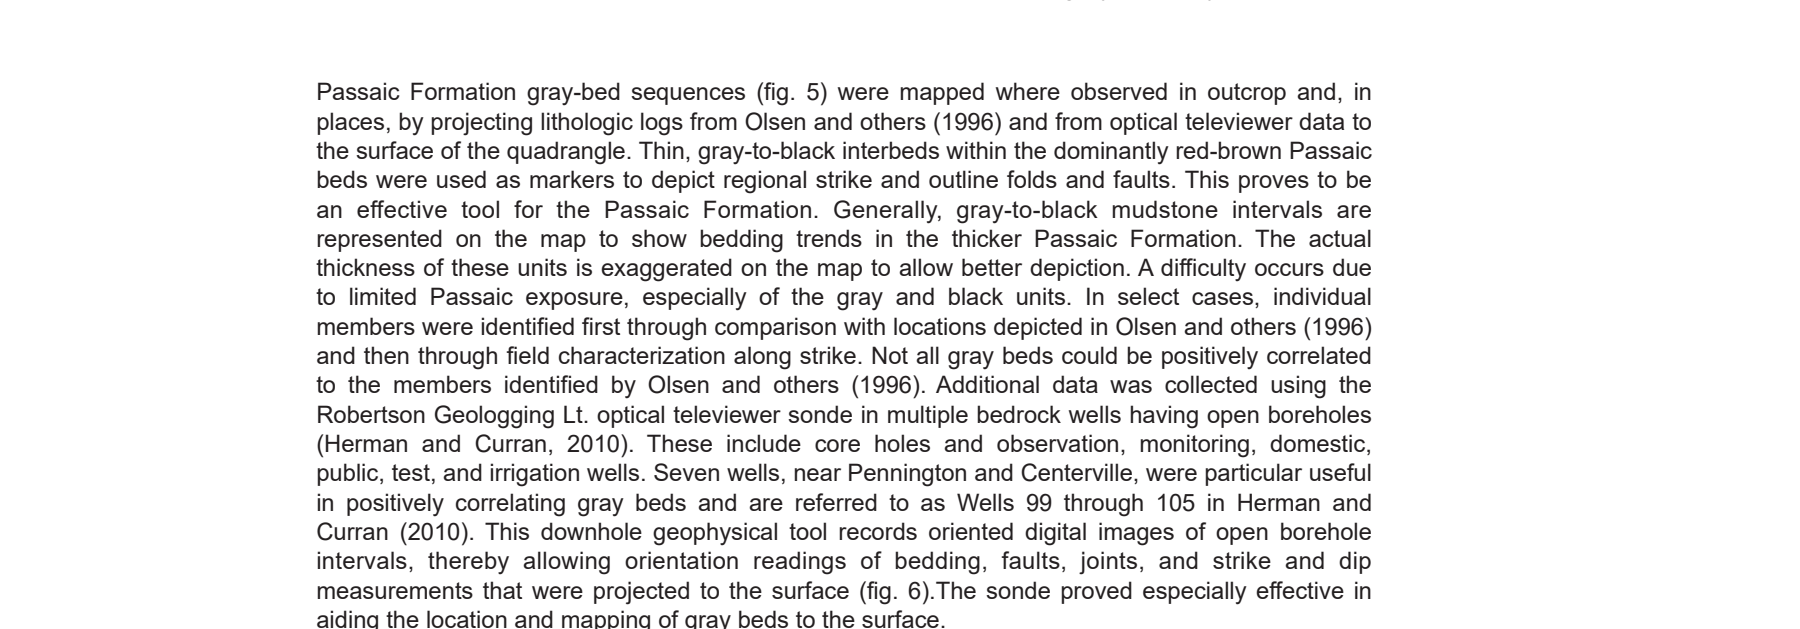 Passaic Formation gray-bed sequences (fig. 5) were mapped where observed in outcrop and, in
places, by projecting lithologic logs from Olsen and others (1996) and from optical televiewer data to
the surface of the quadrangle. Thin, gray-to-black interbeds within the dominantly red-brown Passaic
beds were used as markers to depict regional strike and outline folds and faults. This proves to be
an effective tool for the Passaic Formation. Generally, gray-to-black mudstone intervals are
represented on the map to show bedding trends in the thicker Passaic Formation. The actual
thickness of these units is exaggerated on the map to allow better depiction. A difficulty occurs due
to limited Passaic exposure, especially of the gray and black units. In select cases, individual
members were identified first through comparison with locations depicted in Olsen and others (1996)
and then through field characterization along strike. Not all gray beds could be positively correlated
to the members identified by Olsen and others (1996). Additional data was collected using the
Robertson Geologging Lt. optical televiewer sonde in multiple bedrock wells having open boreholes
(Herman and Curran, 2010). These include core holes and observation, monitoring, domestic,
public, test, and irrigation wells. Seven wells, near Pennington and Centerville, were particular useful
in positively correlating gray beds and are referred to as Wells 99 through 105 in Herman and
Curran (2010). This downhole geophysical tool records oriented digital images of open borehole
intervals, thereby allowing orientation readings of bedding, faults, joints, and strike and dip
measurements that were projected to the surface (fig. 6).The sonde proved especially effective in
aiding the location and mapping of gray beds to the surface.